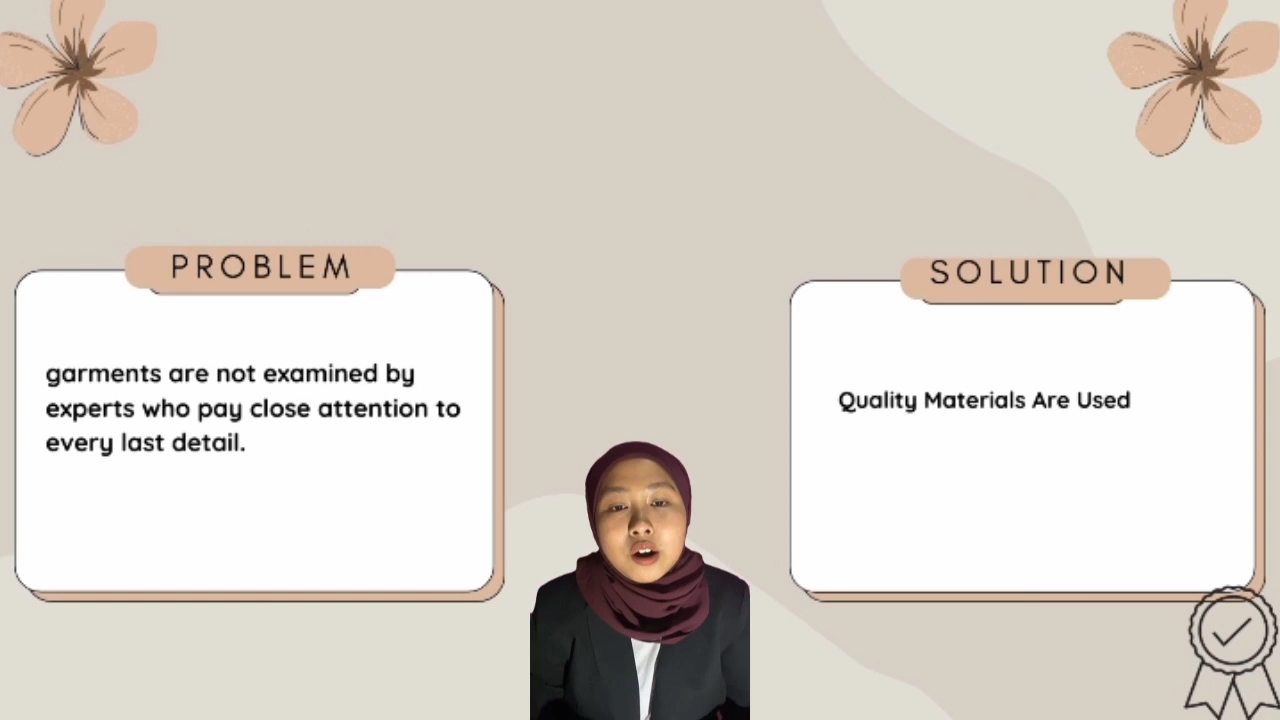 PROBLEM
garments are not examined by
experts who pay close attention to
every last detail.
SOLUTION
Quality Materials Are Used